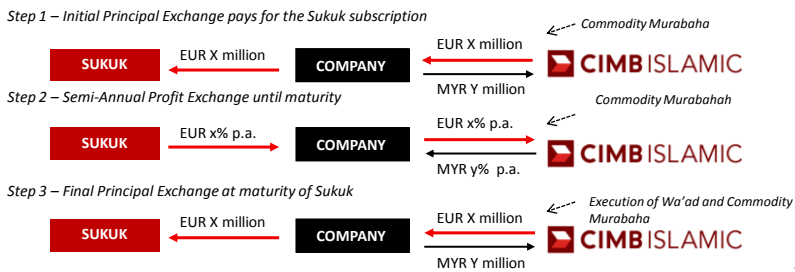 Step 1 – Initial Principal Exchange pays for the Sukuk subscription
Commodity Murabaha
SUKUK
EUR X million
COMPANY
EUR X million
MYR Y million
CIMB ISLAMIC
Step 2 – Semi-Annual Profit Exchange until maturity
Commodity Murabahah
SUKUK
EUR x% p.a.
COMPANY
EUR x% p.a.
MYR y% p.a.
CIMB ISLAMIC
Step 3 – Final Principal Exchange at maturity of Sukuk
Execution of Wa'ad and Commodity
Murabaha
SUKUK
EUR X million
COMPANY
EUR X million
MYR Y million
CIMB ISLAMIC